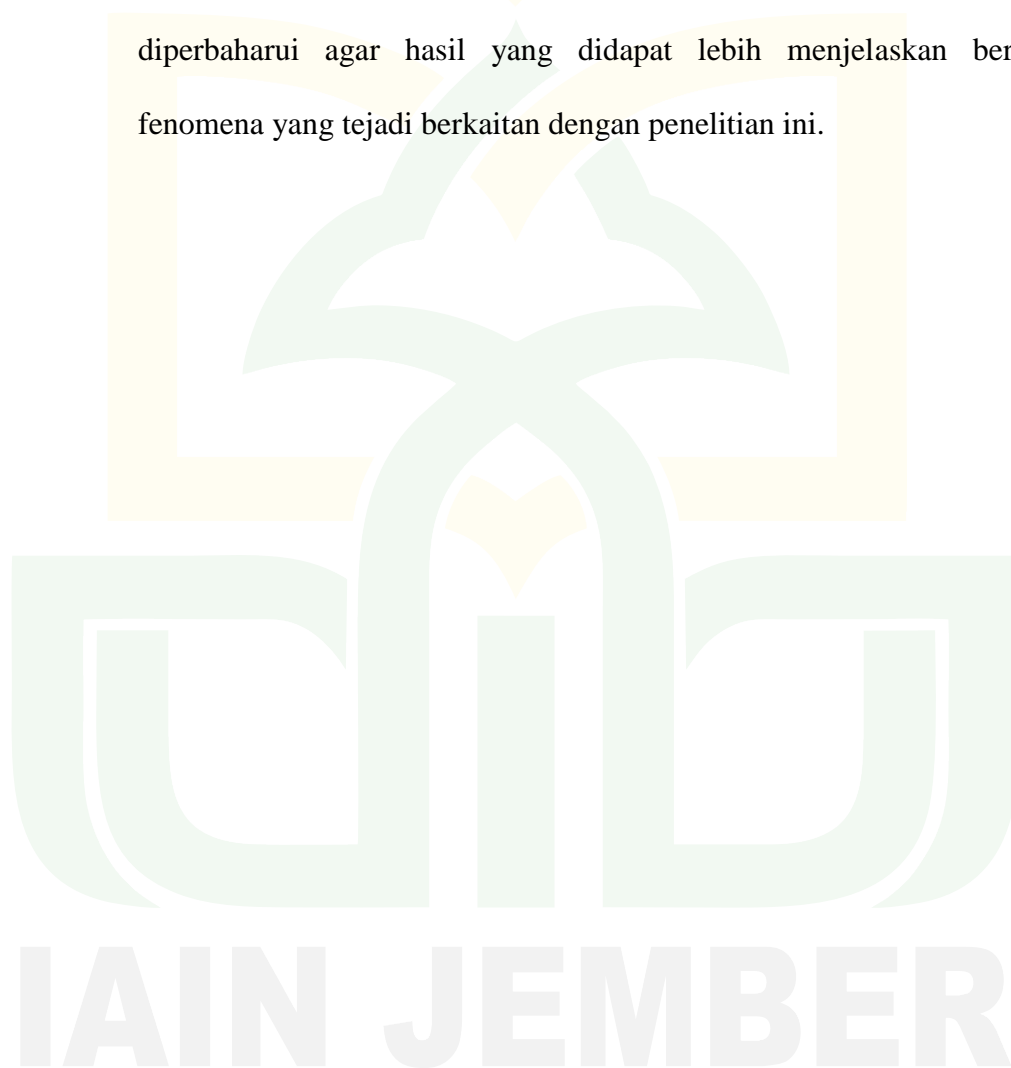 diperbaharui agar hasil yang didapat lebih menjelaskan
fenomena yang tejadi berkaitan dengan penelitian ini.
IAIN JEMBER